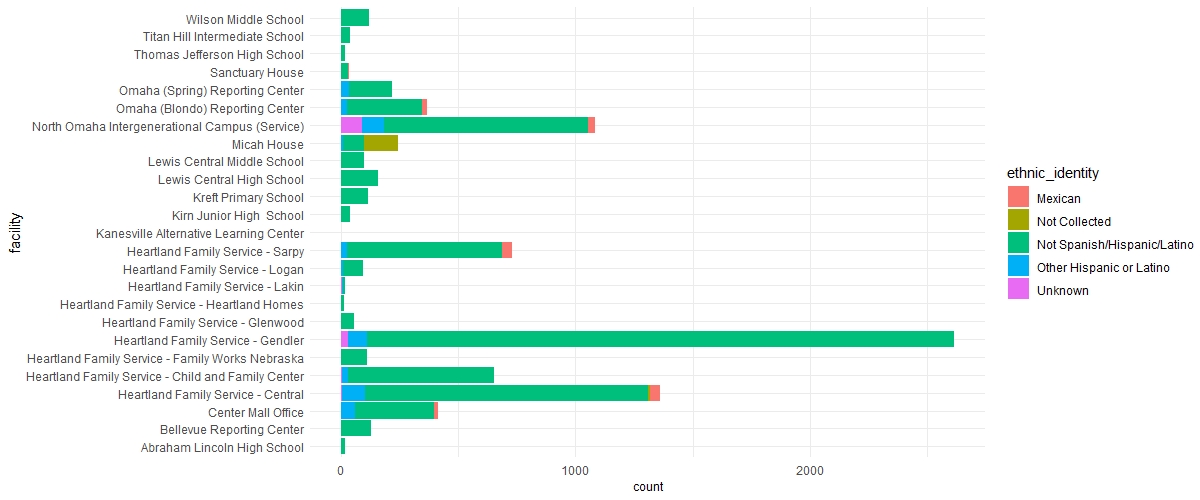 Wilson Middle School
Titan Hill Intermediate School
Thomas Jefferson High School
Sanctuary House
Omaha (Spring) Reporting Center
Omaha (Blondo) Reporting Center
North Omaha Intergenerational Campus (Service)
Micah House
Lewis Central Middle School
Lewis Central High School
Kreft Primary School
Kirn Junior High  School
Kanesville Alternative Learning Center
Heartland Family Service - Sarpy
Heartland Family Service - Logan
Heartland Family Service - Lakin
Heartland Family Service - Heartland Homes
Heartland Family Service - Glenwood
Heartland Family Service - Gendler
Heartland Family Service - Family Works Nebraska
Heartland Family Service - Child and Family Center
Heartland Family Service - Central
Center Mall Office
Bellevue Reporting Center
Abraham Lincoln High School
facility
0
1000
2000
count
ethnic_identity
Mexican
Not Collected
Not Spanish/Hispanic/Latino
Other Hispanic or Latino
Unknown